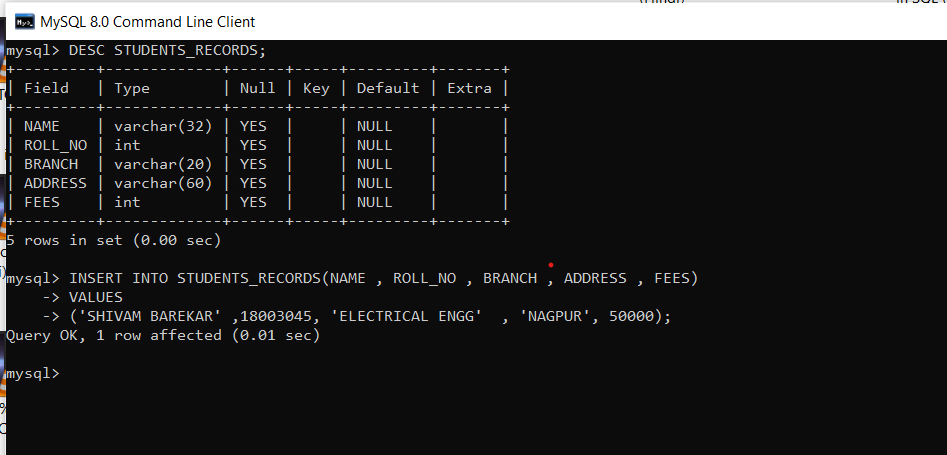 MySQL 8.0 Command Line Client
mysql> DESC STUDENTS_RECORDS;
+---------+-------------+------+-----+---------+-------+
| Field   | Type        | Null | Key | Default | Extra |
+---------+-------------+------+-----+---------+-------+
| NAME    | varchar(32) | YES  |     | NULL    |       |
| ROLL_NO | int         | YES  |     | NULL    |       |
| BRANCH  | varchar(20) | YES  |     | NULL    |       |
| ADDRESS | varchar(60) | YES  |     | NULL    |       |
| FEES    | int         | YES  |     | NULL    |       |
+---------+-------------+------+-----+---------+-------+
5 rows in set (0.00 sec)
mysql> INSERT INTO STUDENTS_RECORDS(NAME , ROLL_NO , BRANCH , ADDRESS , FEES)
    -> VALUES
    -> ('SHIVAM BAREKAR' ,18003045, 'ELECTRICAL ENGG'  , 'NAGPUR', 50000);
Query OK, 1 row affected (0.01 sec)
mysql>